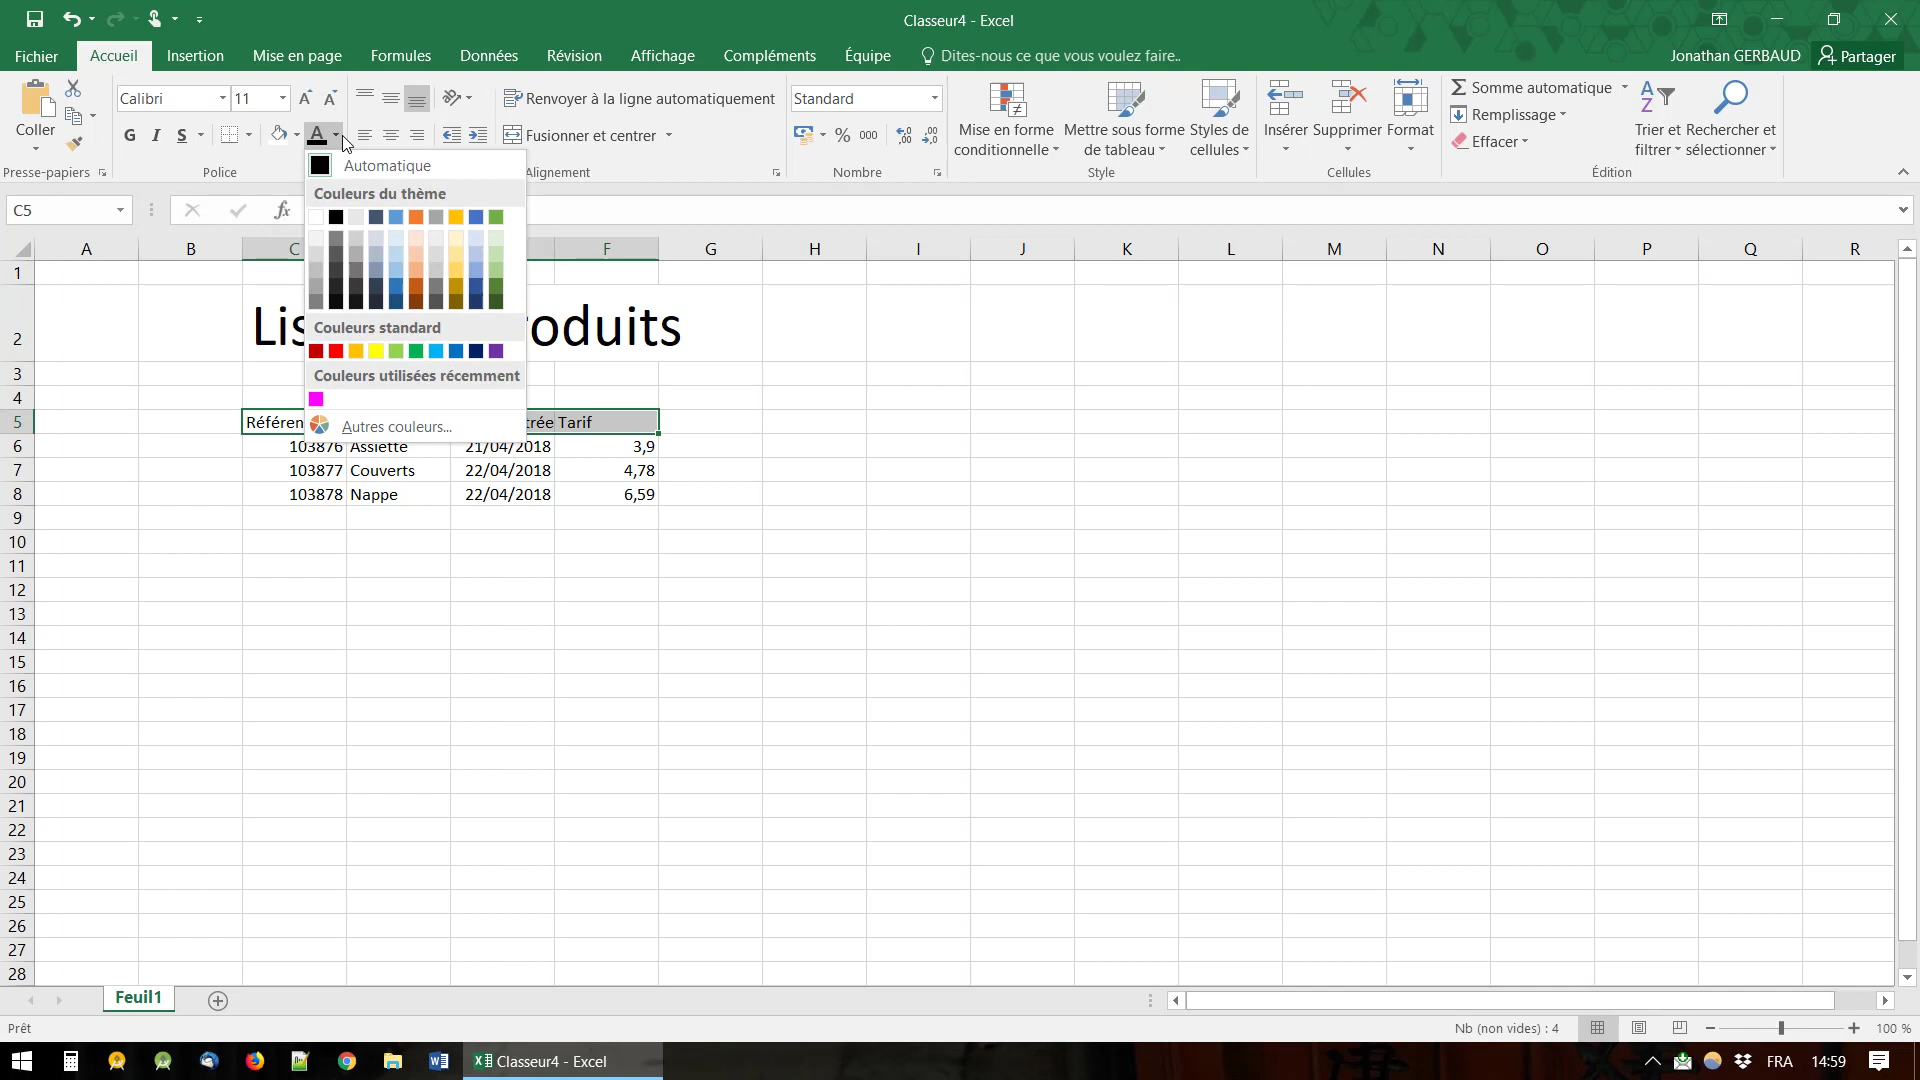 Classeur4 - Excel
Fichier Accueil Insertion Mise en page Formules Données Révision Affichage Compléments Équipe Dites-nous ce que vous voulez faire.. Jonathan GERBAUD Partager
Calibri 11 Renvoyer à la ligne automatiquement Standard Somme automatique
Coller G I S A Fusionner et centrer % 000 Mise en forme conditionnelle Mettre sous forme de tableau Styles de cellules Insérer Supprimer Format Remplissage Effacer Trier et filtrer Rechercher et sélectionner
Presse-papiers Police Alignement Nombre Style Cellules Édition
Automatique
C5 fx
Couleurs du thème
A B C F G H I J K L M N O P Q R
1
2 Lis roduits
Couleurs standard
3
Couleurs utilisées récemment
4
Autres couleurs...
5 Référen trée Tarif
6 103876 Assiette 21/04/2018 3,9
7 103877 Couverts 22/04/2018 4,78
8 103878 Nappe 22/04/2018 6,59
9
10
11
12
13
14
15
16
17
18
19
20
21
22
23
24
25
26
27
28
Feuil1
Prêt Nb (non vides) : 4 100 %
Classeur4 - Excel FRA 14:59